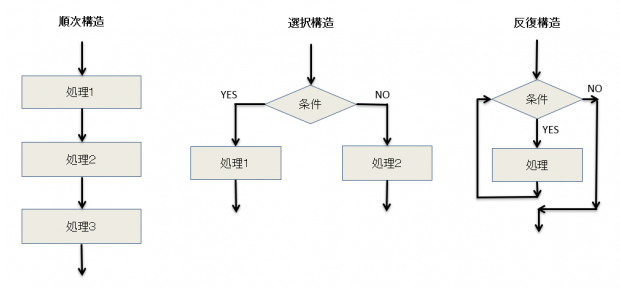 順次構造
処理1
処理2
処理3
選択構造
条件
YES
NO
処理1
処理2
反復構造
条件
NO
YES
処理